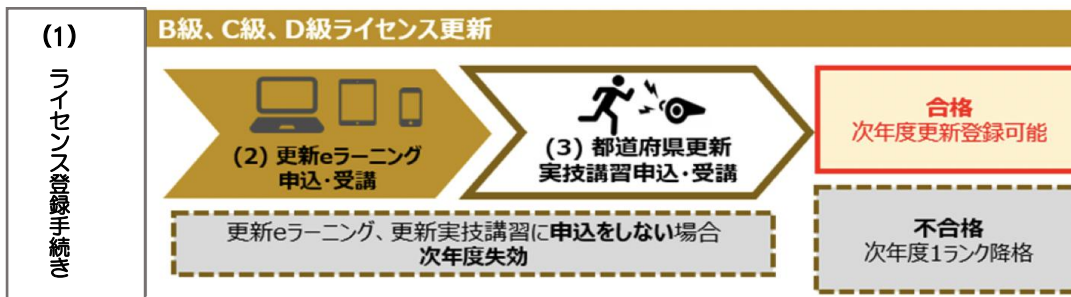 (1)
ライセンス登録手続き
B級、C級、D級ライセンス更新
(2) 更新eラーニング
申込・受講
(3) 都道府県更新
実技講習申込・受講
合格
次年度更新登録可能
更新eラーニング、更新実技講習に申込をしない場合
次年度失効
不合格
次年度1ランク降格